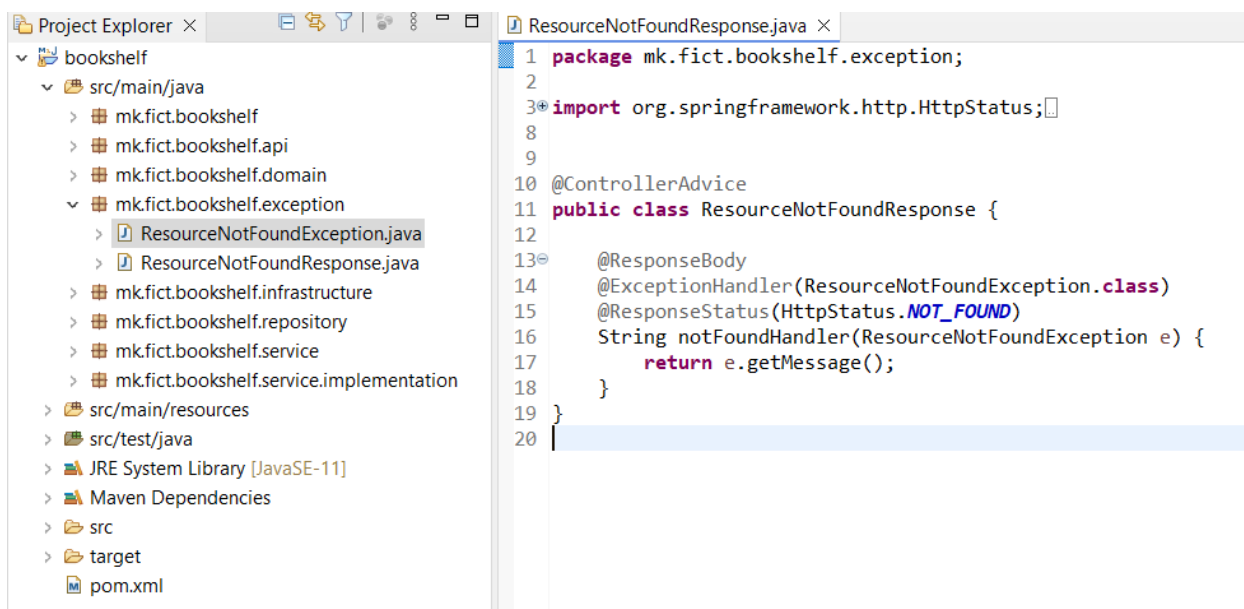 Project Explorer
bookshelf
src/main/java
mk.fict.bookshelf
mk.fict.bookshelf.api
mk.fict.bookshelf.domain
mk.fict.bookshelf.exception
ResourceNotFoundException.java
ResourceNotFoundResponse.java
mk.fict.bookshelf.infrastructure
mk.fict.bookshelf.repository
mk.fict.bookshelf.service
mk.fict.bookshelf.service.implementation
src/main/resources
src/test/java
JRE System Library [JavaSE-11]
Maven Dependencies
src
target
pom.xml
ResourceNotFoundResponse.java
1 package mk.fict.bookshelf.exception;
2
3 import org.springframework.http.HttpStatus;
8
9
10 @ControllerAdvice
11 public class ResourceNotFoundResponse {
12
13 @ResponseBody
14 @ExceptionHandler(ResourceNotFoundException.class)
15 @ResponseStatus(HttpStatus.NOT_FOUND)
16 String notFoundHandler(ResourceNotFoundException e) {
17 return e.getMessage();
18 }
19 }
20